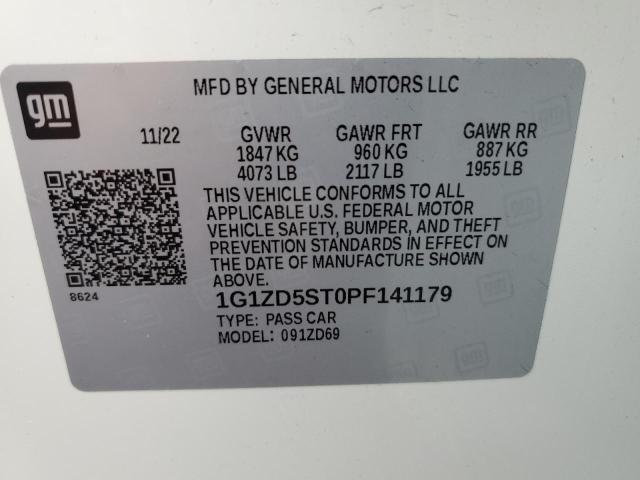 gm
MFD BY GENERAL MOTORS LLC
11/22 GVWR GAWR FRT GAWR RR
1847 KG 960 KG 887 KG
4073 LB 2117 LB 1955 LB
THIS VEHICLE CONFORMS TO ALL
APPLICABLE U.S. FEDERAL MOTOR
VEHICLE SAFETY, BUMPER, AND THEFT
PREVENTION STANDARDS IN EFFECT ON
THE DATE OF MANUFACTURE SHOWN
ABOVE.
8624
1G1ZD5ST0PF141179
TYPE: PASS CAR
MODEL: 091ZD69